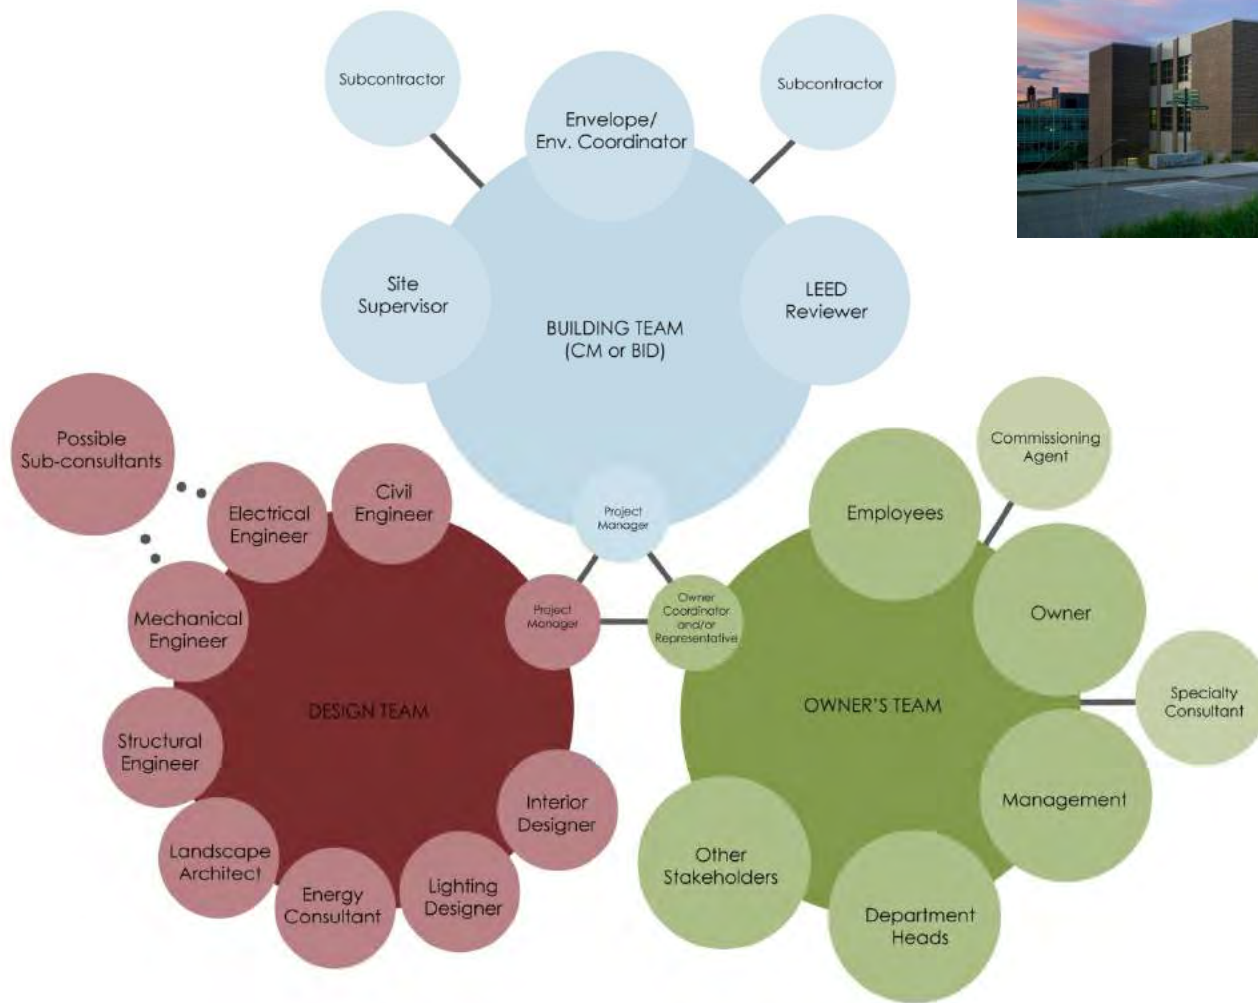 Subcontractor
Subcontractor
Envelope/
Env. Coordinator
Site
Supervisor
LEED
Reviewer
BUILDING TEAM
(CM or BID)
Project
Manager
Possible
Sub-consultants
Electrical
Engineer
Civil
Engineer
Mechanical
Engineer
Project
Manager
Structural
Engineer
DESIGN TEAM
Landscape
Architect
Energy
Consultant
Lighting
Designer
Interior
Designer
Commissioning
Agent
Employees
Owner
Coordinator
and/or
Representative
Owner
OWNER'S TEAM
Specialty
Consultant
Management
Other
Stakeholders
Department
Heads